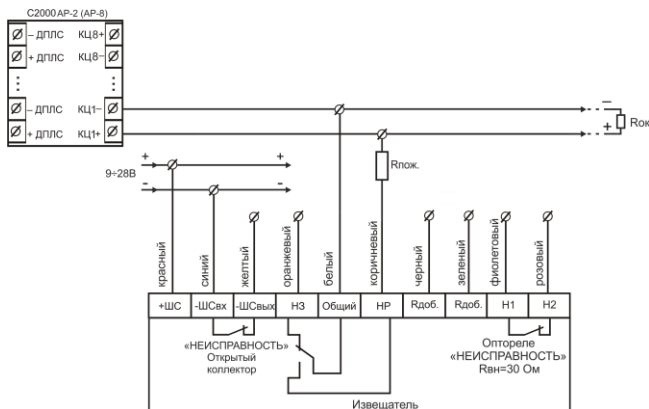 С2000 АР-2 (АР-8)
– ДПЛС КЦ8+
+ ДПЛС КЦ8-
– ДПЛС КЦ1–
+ ДПЛС КЦ1+
–
+
Rок
9÷28В
+
+
-
-
Rпож.
красный
синий
желтый
оранжевый
белый
коричневый
черный
зеленый
фиолетовый
розовый
+ШС
-ШСвх
-ШСвых
НЗ
Общий
НР
Rдоб.
Rдоб.
Н1
Н2
«НЕИСПРАВНОСТЬ»
Открытый
коллектор
Оптореле
«НЕИСПРАВНОСТЬ»
Rвн=30 Ом
Извещатель